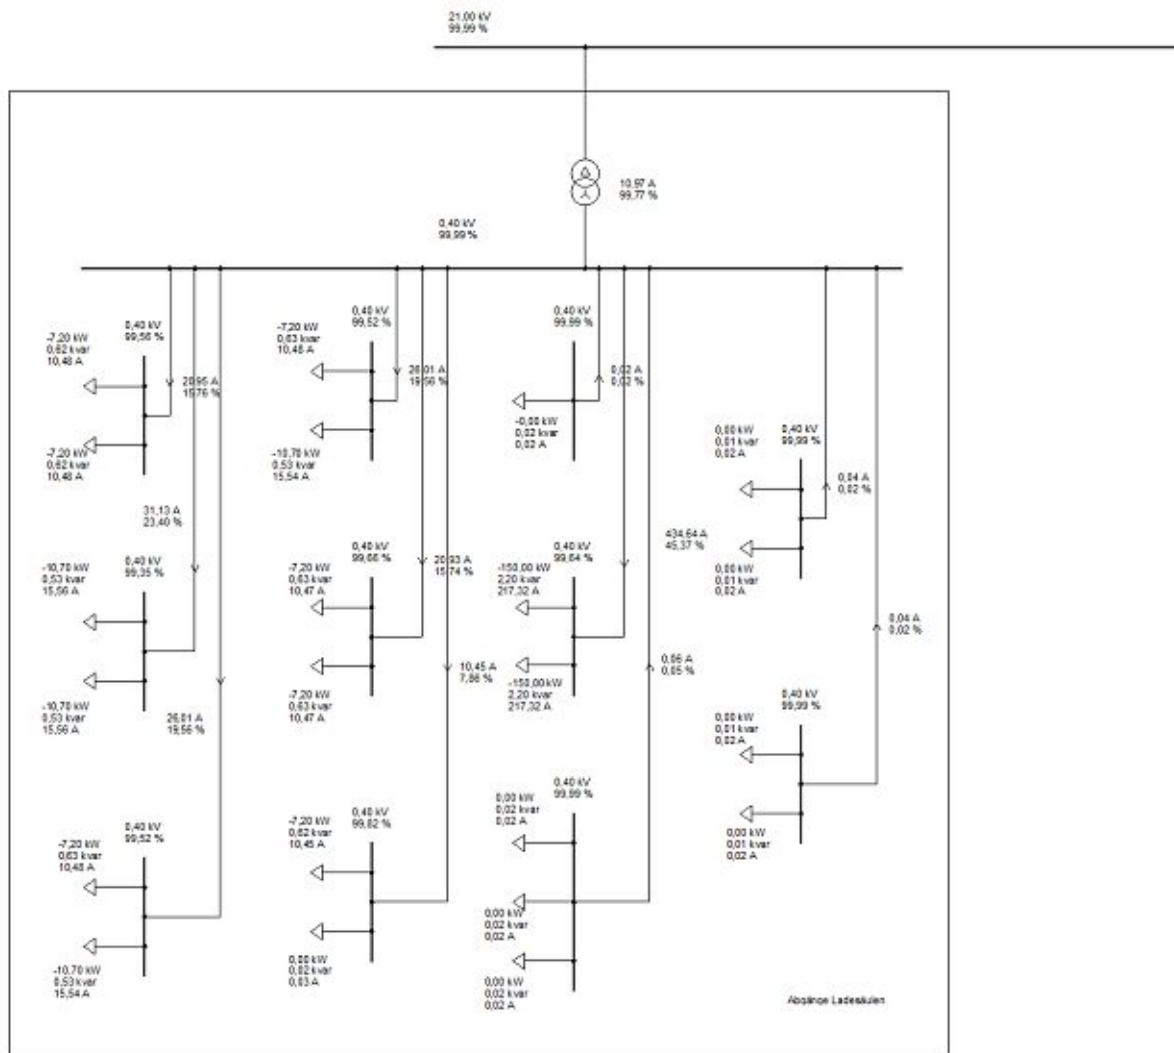 21,00 kV
99,99 %
10,97 A
99,77 %
0,40 kV
99,99 %
-7,20 kW
0,62 kvar
10,48 A
0,40 kV
99,56 %
20,95 A
15,76 %
-7,20 kW
0,62 kvar
10,48 A
-7,20 kW
0,63 kvar
10,48 A
0,40 kV
99,52 %
26,01 A
19,56 %
-10,70 kW
0,53 kvar
15,54 A
0,40 kV
99,99 %
0,02 A
0,02 %
-0,00 kW
0,02 kvar
0,02 A
0,00 kW
0,01 kvar
0,02 A
0,40 kV
99,99 %
0,04 A
0,02 %
0,00 kW
0,01 kvar
0,02 A
31,13 A
23,40 %
-10,70 kW
0,53 kvar
15,56 A
0,40 kV
99,35 %
-10,70 kW
0,53 kvar
15,56 A
-7,20 kW
0,63 kvar
10,47 A
0,40 kV
99,66 %
20,93 A
15,74 %
-7,20 kW
0,63 kvar
10,47 A
-150,00 kW
2,20 kvar
217,32 A
0,40 kV
99,64 %
434,64 A
45,37 %
-150,00 kW
2,20 kvar
217,32 A
0,04 A
0,02 %
26,01 A
19,56 %
10,45 A
7,86 %
0,06 A
0,05 %
0,00 kW
0,01 kvar
0,02 A
0,40 kV
99,99 %
0,00 kW
0,01 kvar
0,02 A
-7,20 kW
0,63 kvar
10,48 A
0,40 kV
99,52 %
-10,70 kW
0,53 kvar
15,54 A
-7,20 kW
0,62 kvar
10,45 A
0,40 kV
99,82 %
0,00 kW
0,02 kvar
0,03 A
0,00 kW
0,02 kvar
0,02 A
0,40 kV
99,99 %
0,00 kW
0,02 kvar
0,02 A
0,00 kW
0,02 kvar
0,02 A
Abgänge Ladesäulen